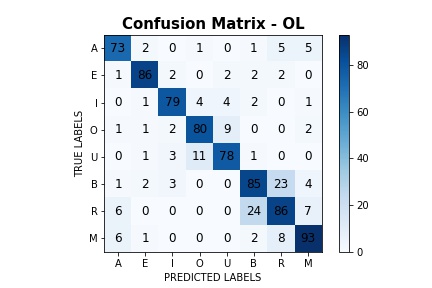 Confusion Matrix - OL
A 73 2 0 1 0 1 5 5
E 1 86 2 0 2 2 2 0
I 0 1 79 4 4 2 0 1
O 1 1 2 80 9 0 0 2
U 0 1 3 11 78 1 0 0
B 1 2 3 0 0 85 23 4
R 6 0 0 0 0 24 86 7
M 6 1 0 0 0 2 8 93
A E I O U B R M
TRUE LABELS
PREDICTED LABELS
80
60
40
20
0